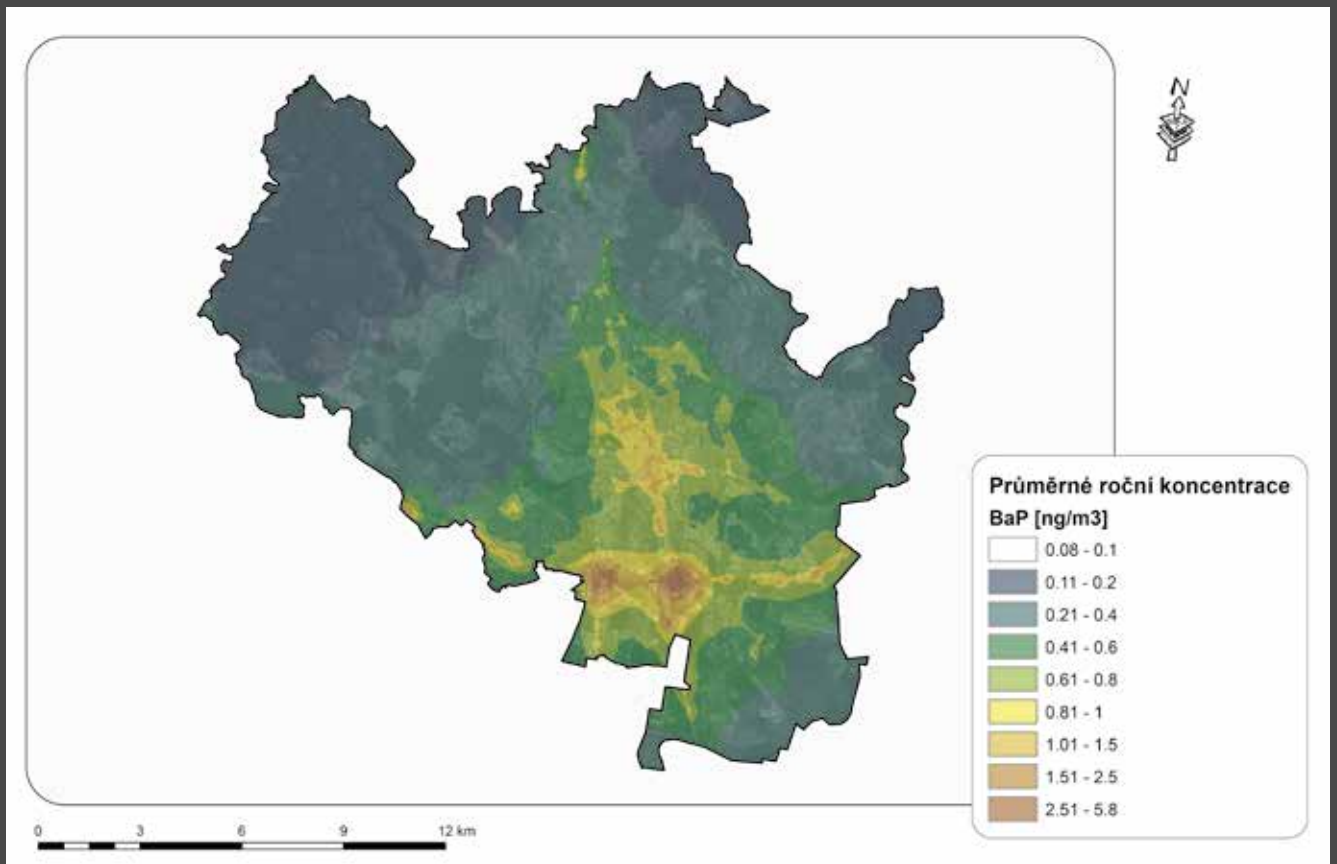 N
Průměrné roční koncentrace
BaP [ng/m3]
0.08 - 0.1
0.11 - 0.2
0.21 - 0.4
0.41 - 0.6
0.61 - 0.8
0.81 - 1
1.01 - 1.5
1.51 - 2.5
2.51 - 5.8
0 3 6 9 12 km